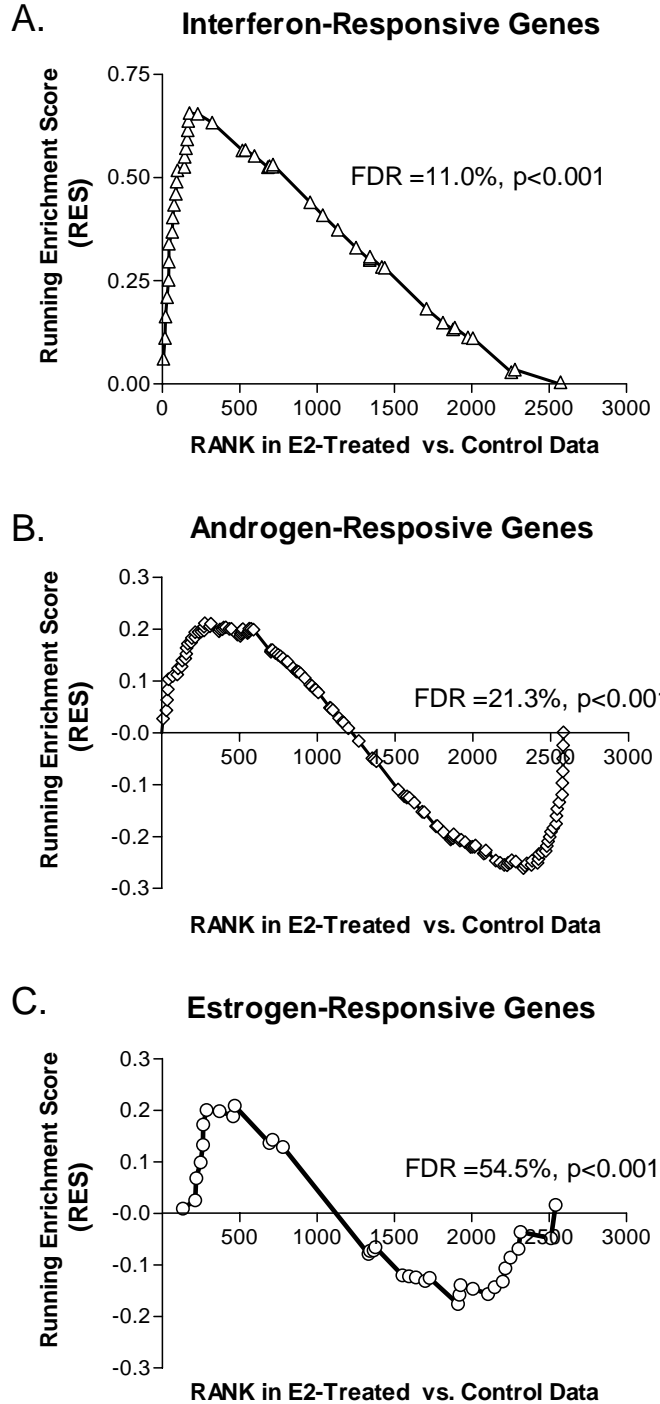 A.
Interferon-Responsive Genes
Running Enrichment Score
(RES)
0.75
0.50
0.25
0.00
FDR =11.0%, p<0.001
0 500 1000 1500 2000 2500 3000
RANK in E2-Treated vs. Control Data
B.
Androgen-Resposive Genes
Running Enrichment Score
(RES)
0.3
0.2
0.1
-0.0
-0.1
-0.2
-0.3
FDR =21.3%, p<0.001
500 1000 1500 2000 2500 3000
RANK in E2-Treated vs. Control Data
C.
Estrogen-Responsive Genes
Running Enrichment Score
(RES)
0.3
0.2
0.1
-0.0
-0.1
-0.2
-0.3
FDR =54.5%, p<0.001
500 1000 1500 2000 2500 3000
RANK in E2-Treated vs. Control Data